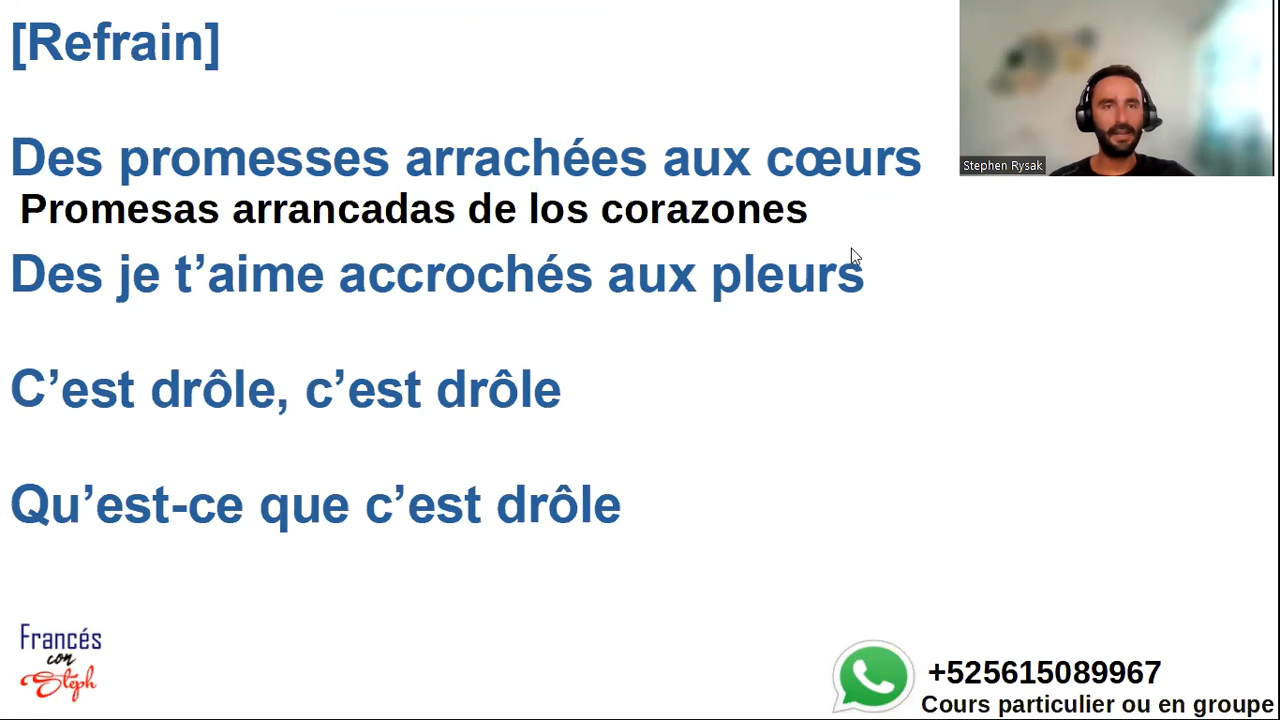 [Refrain]
Stephen Rysak
Des promesses arrachées aux cœurs
Promesas arrancadas de los corazones
Des je t’aime accrochés aux pleurs
C’est drôle, c’est drôle
Qu’est-ce que c’est drôle
Francés
con
Steph
+525615089967
Cours particulier ou en groupe